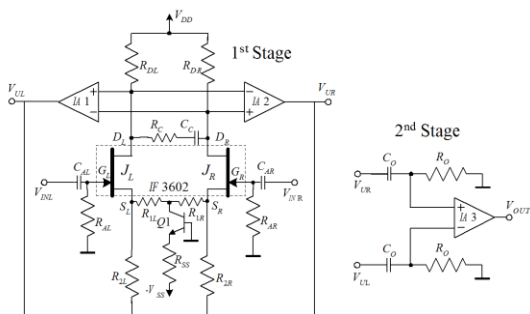 V_DD
R_DL
R_DR
1st Stage
V_UL
IA 1
IA 2
V_UR
R_C
C_C
D_L
D_R
2nd Stage
C_AL
G_L
J_L
J_R
G_R
C_AR
V_INL
IF 3602
V_INR
V_UR
C_O
R_O
R_AL
S_L
R_1L
R_1R
S_R
R_AR
Q1
IA 3
V_OUT
R_SS
R_2L
-V_SS
R_2R
V_UL
C_O
R_O